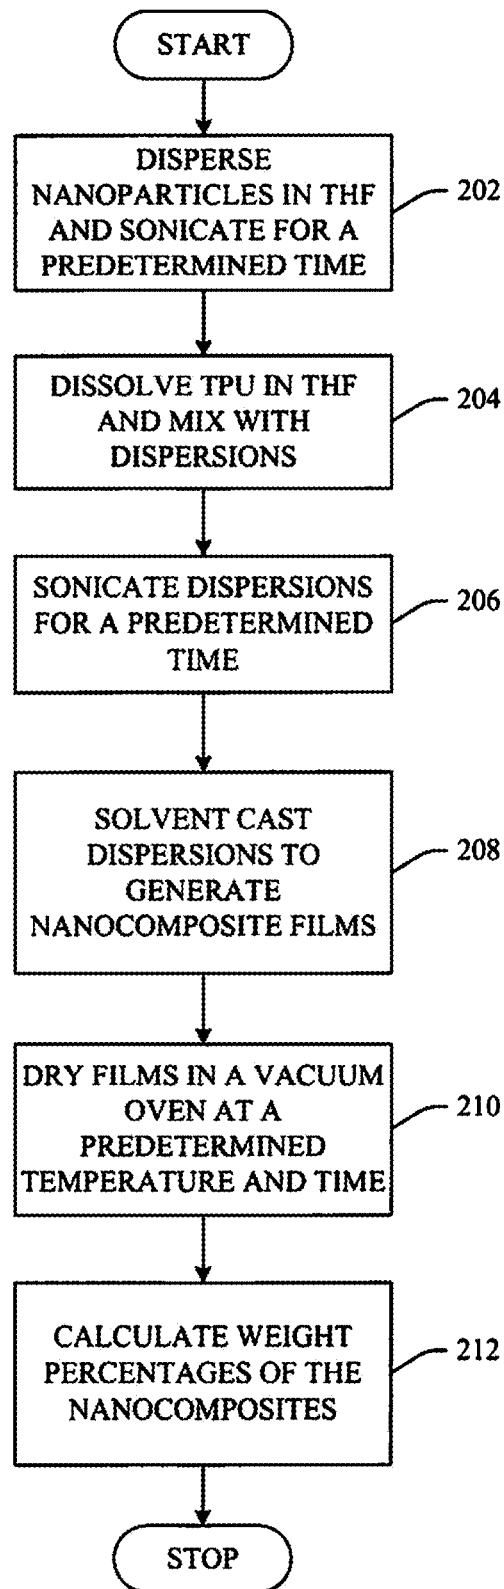 START
DISPERSE
NANOPARTICLES IN THF
AND SONICATE FOR A
PREDETERMINED TIME
202
DISSOLVE TPU IN THF
AND MIX WITH
DISPERSIONS
204
SONICATE DISPERSIONS
FOR A PREDETERMINED
TIME
206
SOLVENT CAST
DISPERSIONS TO
GENERATE
NANOCOMPOSITE FILMS
208
DRY FILMS IN A VACUUM
OVEN AT A
PREDETERMINED
TEMPERATURE AND TIME
210
CALCULATE WEIGHT
PERCENTAGES OF THE
NANOCOMPOSITES
212
STOP